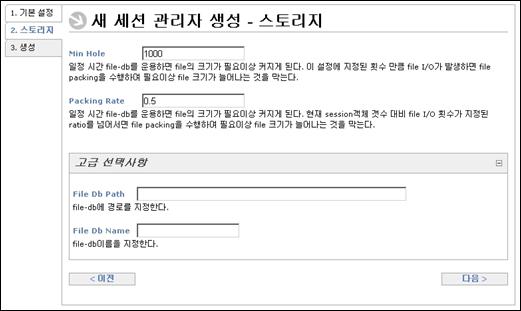 1. 기본 설정
2. 스토리지
3. 생성
새 세션 관리자 생성 - 스토리지
Min Hole
1000
일정 시간 file-db를 운용하면 file의 크기가 필요이상 커지게 된다. 이 설정에 지정된 횟수 만큼 file I/O가 발생하면 file
packing을 수행하여 필요이상 file 크기가 늘어나는 것을 막는다.
Packing Rate
0.5
일정 시간 file-db를 운용하면 file의 크기가 필요이상 커지게 된다. 현재 session객체 갯수 대비 file I/O 횟수가 지정된
ratio를 넘어서면 file packing을 수행하여 필요이상 file 크기가 늘어나는 것을 막는다.
고급 선택사항
File Db Path
file-db에 경로를 지정한다.
File Db Name
file-db이름을 지정한다.
< 이전
다음 >